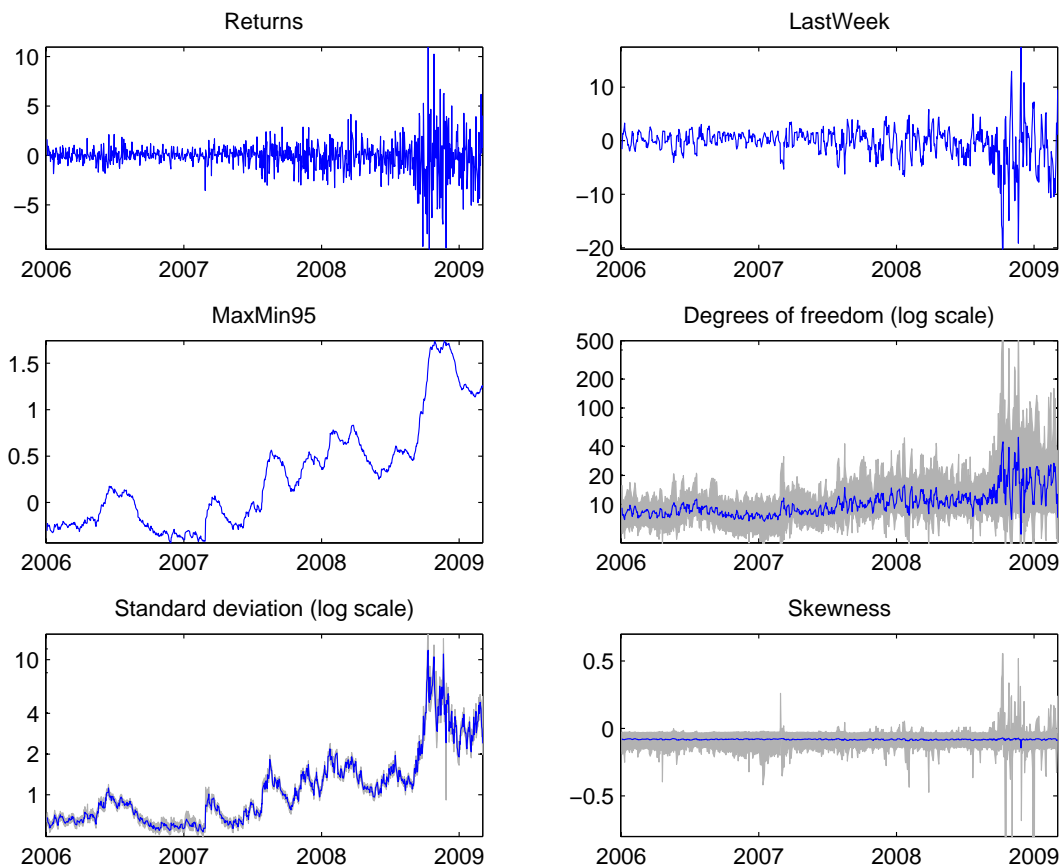 Returns
10
5
0
−5
2006 2007 2008 2009
LastWeek
10
0
−10
−20
2006 2007 2008 2009
MaxMin95
1.5
1
0.5
0
2006 2007 2008 2009
Degrees of freedom (log scale)
500
200
100
40
20
10
2006 2007 2008 2009
Standard deviation (log scale)
10
4
2
1
2006 2007 2008 2009
Skewness
0.5
0
−0.5
2006 2007 2008 2009